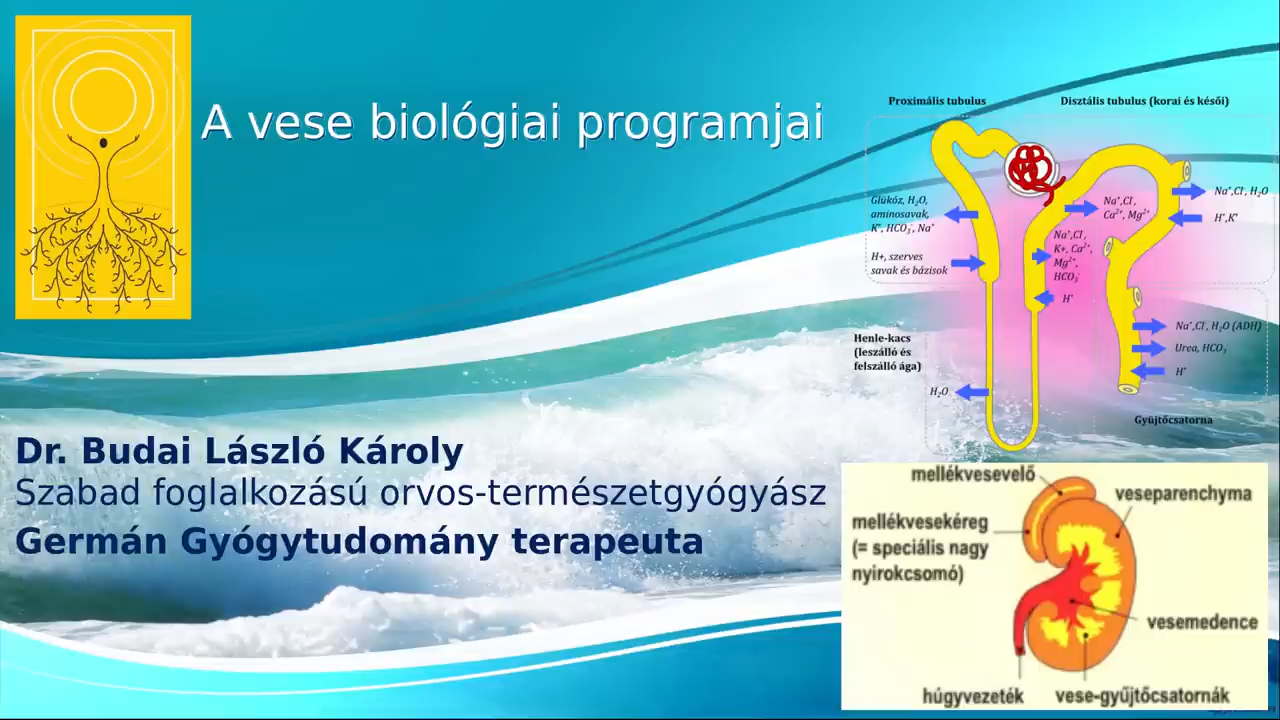 A vese biológiai programjai
Dr. Budai László Károly
Szabad foglalkozású orvos-természetgyógyász
Germán Gyógytudomány terapeuta
Proximális tubulus
Disztális tubulus (korai és késői)
Glükóz, H₂O,
aminosavak,
K⁺, HCO₃⁻, Na⁺
H+, szerves
savak és bázisok
Na⁺,Cl⁻,
Ca²⁺, Mg²⁺
Na⁺,Cl⁻,
K+, Ca²⁺,
Mg²⁺,
HCO₃⁻
H⁺
Na⁺,Cl⁻, H₂O
H⁺,K⁺
Henle-kacs
(leszálló és
felszálló ága)
H₂O
Na⁺,Cl⁻, H₂O (ADH)
Urea, HCO₃⁻
H⁺
Gyűjtőcsatorna
mellékvesevelő
veseparenchyma
mellékvesekéreg
(= speciális nagy
nyirokcsomó)
vesemedence
húgyvezeték
vese-gyűjtőcsatornák